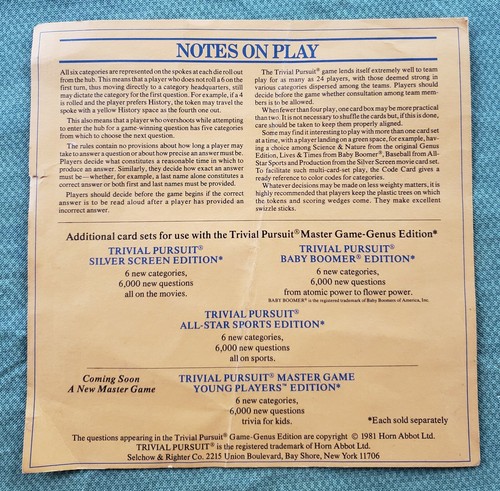 NOTES ON PLAY
All six categories are represented on the spokes at each die roll out
from the hub. This means that a player who does not roll a 6 on the
first turn, thus moving directly to a category headquarters, still
may dictate the category for the first question. For example, if a 4
is rolled and the player prefers History, the token may travel the
spoke with a yellow History space as the fourth one out.
This also means that a player who overshoots while attempting
to enter the hub for a game-winning question has five categories
from which to choose the next question.
The rules contain no provisions about how long a player may
take to answer a question or about how precise an answer must be.
Players decide what constitutes a reasonable time in which to
produce an answer. Similarly, they decide how exact an answer
must be—whether, for example, a last name alone constitutes a
correct answer or both first and last names must be provided.
Players should decide before the game begins if the correct
answer is to be read aloud after a player has provided an
incorrect answer.
The Trivial Pursuit® game lends itself extremely well to team
play for as many as 24 players, with those deemed strong in
various categories dispersed among the teams. Players should
decide before the game whether consultation among team mem-
bers is to be allowed.
When fewer than four play, one card box may be more practical
than two. It is not necessary to shuffle the cards but, if this is done,
care should be taken to keep them properly aligned.
Some may find it interesting to play with more than one card set
at a time, with a player landing on a green space, for example, hav-
ing a choice among Science & Nature from the original Genus
Edition, Lives & Times from Baby Boomer®, Baseball from All-
Star Sports and Production from the Silver Screen movie card set.
To facilitate such multi-card-set play, the Code Card gives a
ready reference to color codes for categories.
Whatever decisions may be made on less weighty matters, it is
highly recommended that players keep the plastic trees on which
the tokens and scoring wedges come. They make excellent
swizzle sticks.
Additional card sets for use with the Trivial Pursuit® Master Game-Genus Edition*
TRIVIAL PURSUIT®
SILVER SCREEN EDITION*
6 new categories,
6,000 new questions
all on the movies.
TRIVIAL PURSUIT®
BABY BOOMER® EDITION*
6 new categories,
6,000 new questions
from atomic power to flower power.
BABY BOOMER® is the registered trademark of Baby Boomers of America, Inc.
TRIVIAL PURSUIT®
ALL-STAR SPORTS EDITION*
6 new categories,
6,000 new questions
all on sports.
Coming Soon
A New Master Game
TRIVIAL PURSUIT® MASTER GAME
YOUNG PLAYERS™ EDITION*
6 new categories,
6,000 new questions
trivia for kids.
*Each sold separately
The questions appearing in the Trivial Pursuit® Game-Genus Edition are copyright © 1981 Horn Abbot Ltd.
TRIVIAL PURSUIT® is the registered trademark of Horn Abbot Ltd.
Selchow & Righter Co. 2215 Union Boulevard, Bay Shore, New York 11706